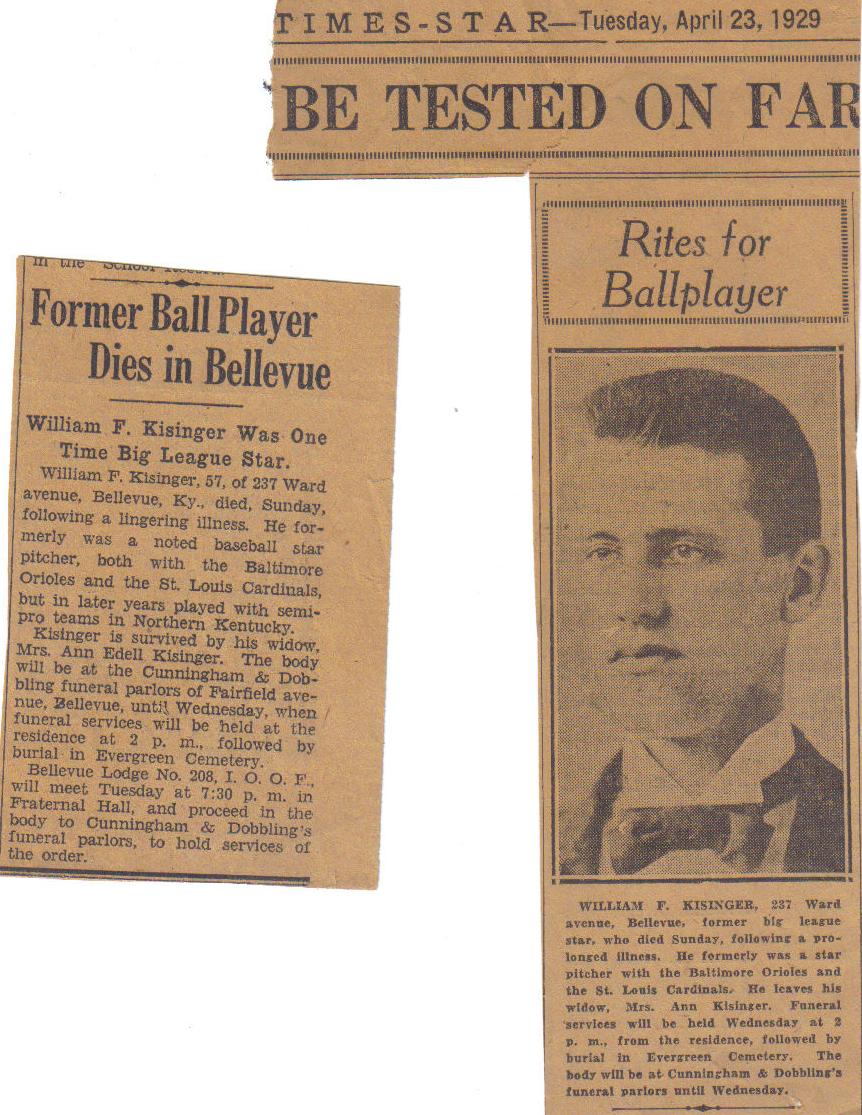 TIMES-STAR—Tuesday, April 23, 1929
BE TESTED ON FAR
Rites for
Ballplayer
WILLIAM F. KISINGER, 237 Ward
avenue, Bellevue, former big league
star, who died Sunday, following a pro-
longed illness. He formerly was a star
pitcher with the Baltimore Orioles and
the St. Louis Cardinals. He leaves his
widow, Mrs. Ann Kisinger. Funeral
services will be held Wednesday at 2
p. m., from the residence, followed by
burial in Evergreen Cemetery. The
body will be at Cunningham & Dobbling's
funeral parlors until Wednesday.
in the School
Former Ball Player
Dies in Bellevue
William F. Kisinger Was One
Time Big League Star.
William F. Kisinger, 57, of 237 Ward
avenue, Bellevue, Ky., died, Sunday,
following a lingering illness. He for-
merly was a noted baseball star
pitcher, both with the Baltimore
Orioles and the St. Louis Cardinals,
but in later years played with semi-
pro teams in Northern Kentucky.
Kisinger is survived by his widow,
Mrs. Ann Edell Kisinger. The body
will be at the Cunningham & Dob-
bling funeral parlors of Fairfield ave-
nue, Bellevue, until Wednesday, when
funeral services will be held at the
residence at 2 p. m., followed by
burial in Evergreen Cemetery.
Bellevue Lodge No. 208, I. O. O. F.,
will meet Tuesday at 7:30 p. m. in
Fraternal Hall, and proceed in the
body to Cunningham & Dobbling's
funeral parlors, to hold services of
the order.